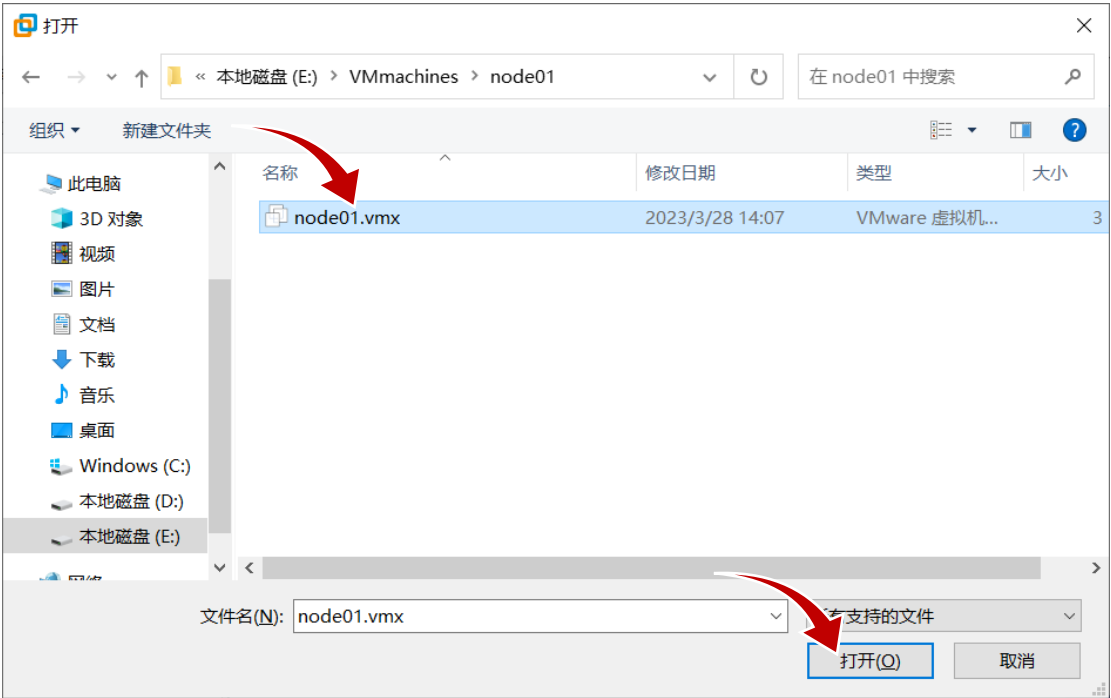 打开
« 本地磁盘 (E:) > VMmachines > node01
在 node01 中搜索
组织 新建文件夹
名称 修改日期 类型 大小
node01.vmx 2023/3/28 14:07 VMware 虚拟机... 3
此电脑
3D 对象
视频
图片
文档
下载
音乐
桌面
Windows (C:)
本地磁盘 (D:)
本地磁盘 (E:)
文件名(N): node01.vmx
支持的文件
打开(O) 取消